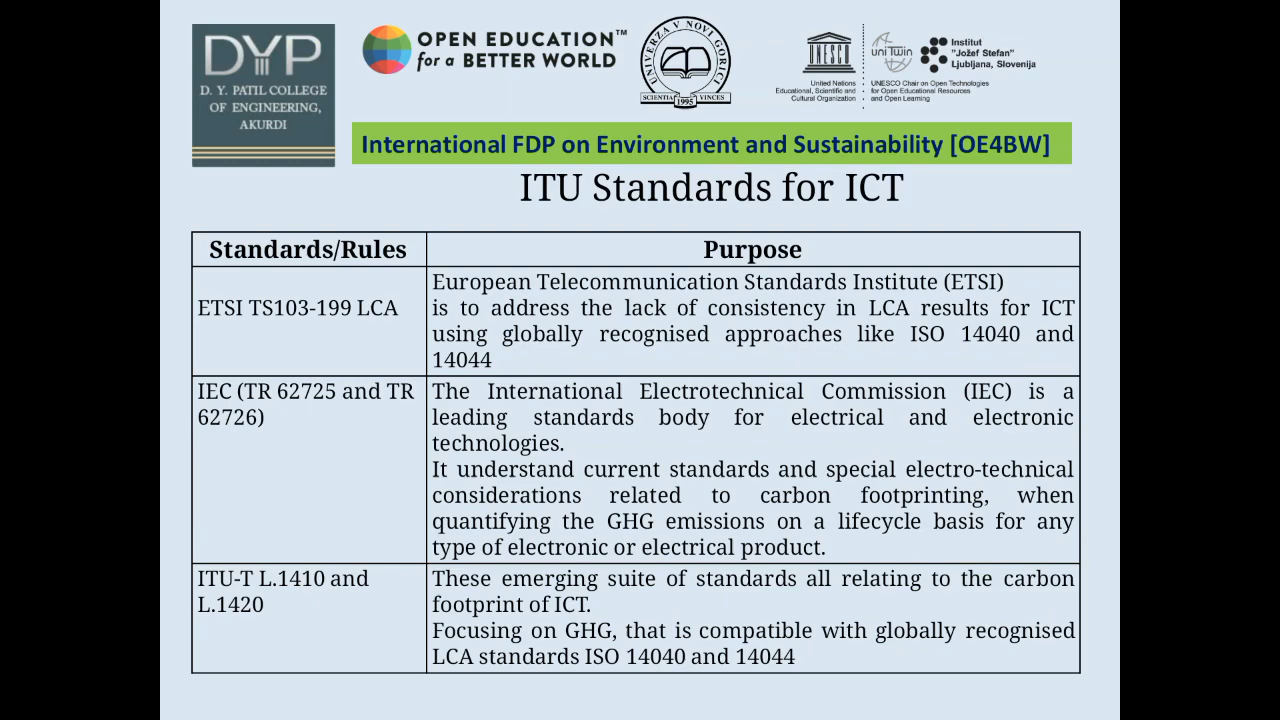 DYP
D. Y. PATIL COLLEGE
OF ENGINEERING,
AKURDI
OPEN EDUCATION™
for a BETTER WORLD
UNIVERZA V NOVI GORICI
SCIENTIA VINCES
1995
UNESCO
United Nations
Educational, Scientific and
Cultural Organization
uniTwin
Institut
"Jožef Stefan"
Ljubljana, Slovenija
UNESCO Chair on Open Technologies
for Open Educational Resources
and Open Learning
International FDP on Environment and Sustainability [OE4BW]
ITU Standards for ICT
Standards/Rules
Purpose
ETSI TS103-199 LCA
European Telecommunication Standards Institute (ETSI)
is to address the lack of consistency in LCA results for ICT
using globally recognised approaches like ISO 14040 and
14044
IEC (TR 62725 and TR
62726)
The International Electrotechnical Commission (IEC) is a
leading standards body for electrical and electronic
technologies.
It understand current standards and special electro-technical
considerations related to carbon footprinting, when
quantifying the GHG emissions on a lifecycle basis for any
type of electronic or electrical product.
ITU-T L.1410 and
L.1420
These emerging suite of standards all relating to the carbon
footprint of ICT.
Focusing on GHG, that is compatible with globally recognised
LCA standards ISO 14040 and 14044